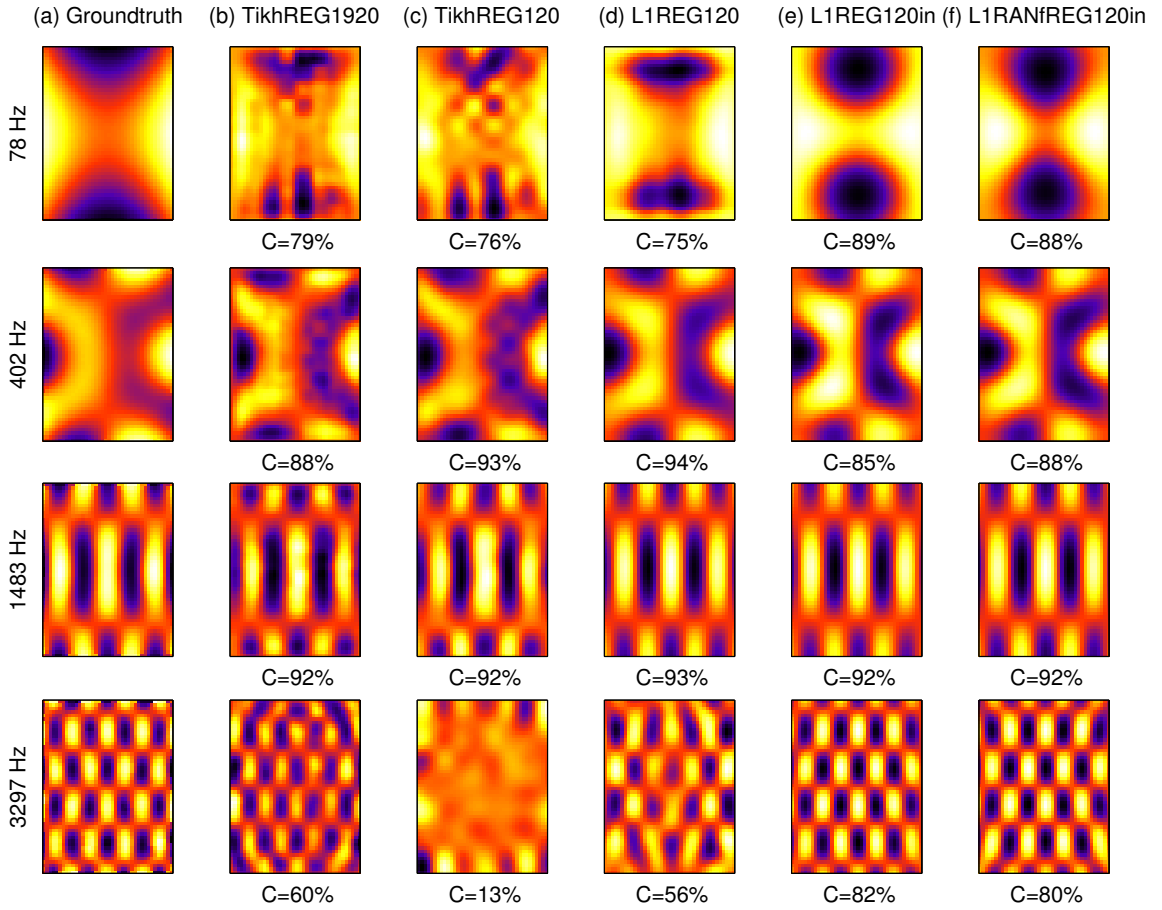 (a) Groundtruth (b) TikhREG1920 (c) TikhREG120 (d) L1REG120 (e) L1REG120in (f) L1RANfREG120in
78 Hz
C=79% C=76% C=75% C=89% C=88%
402 Hz
C=88% C=93% C=94% C=85% C=88%
1483 Hz
C=92% C=92% C=93% C=92% C=92%
3297 Hz
C=60% C=13% C=56% C=82% C=80%